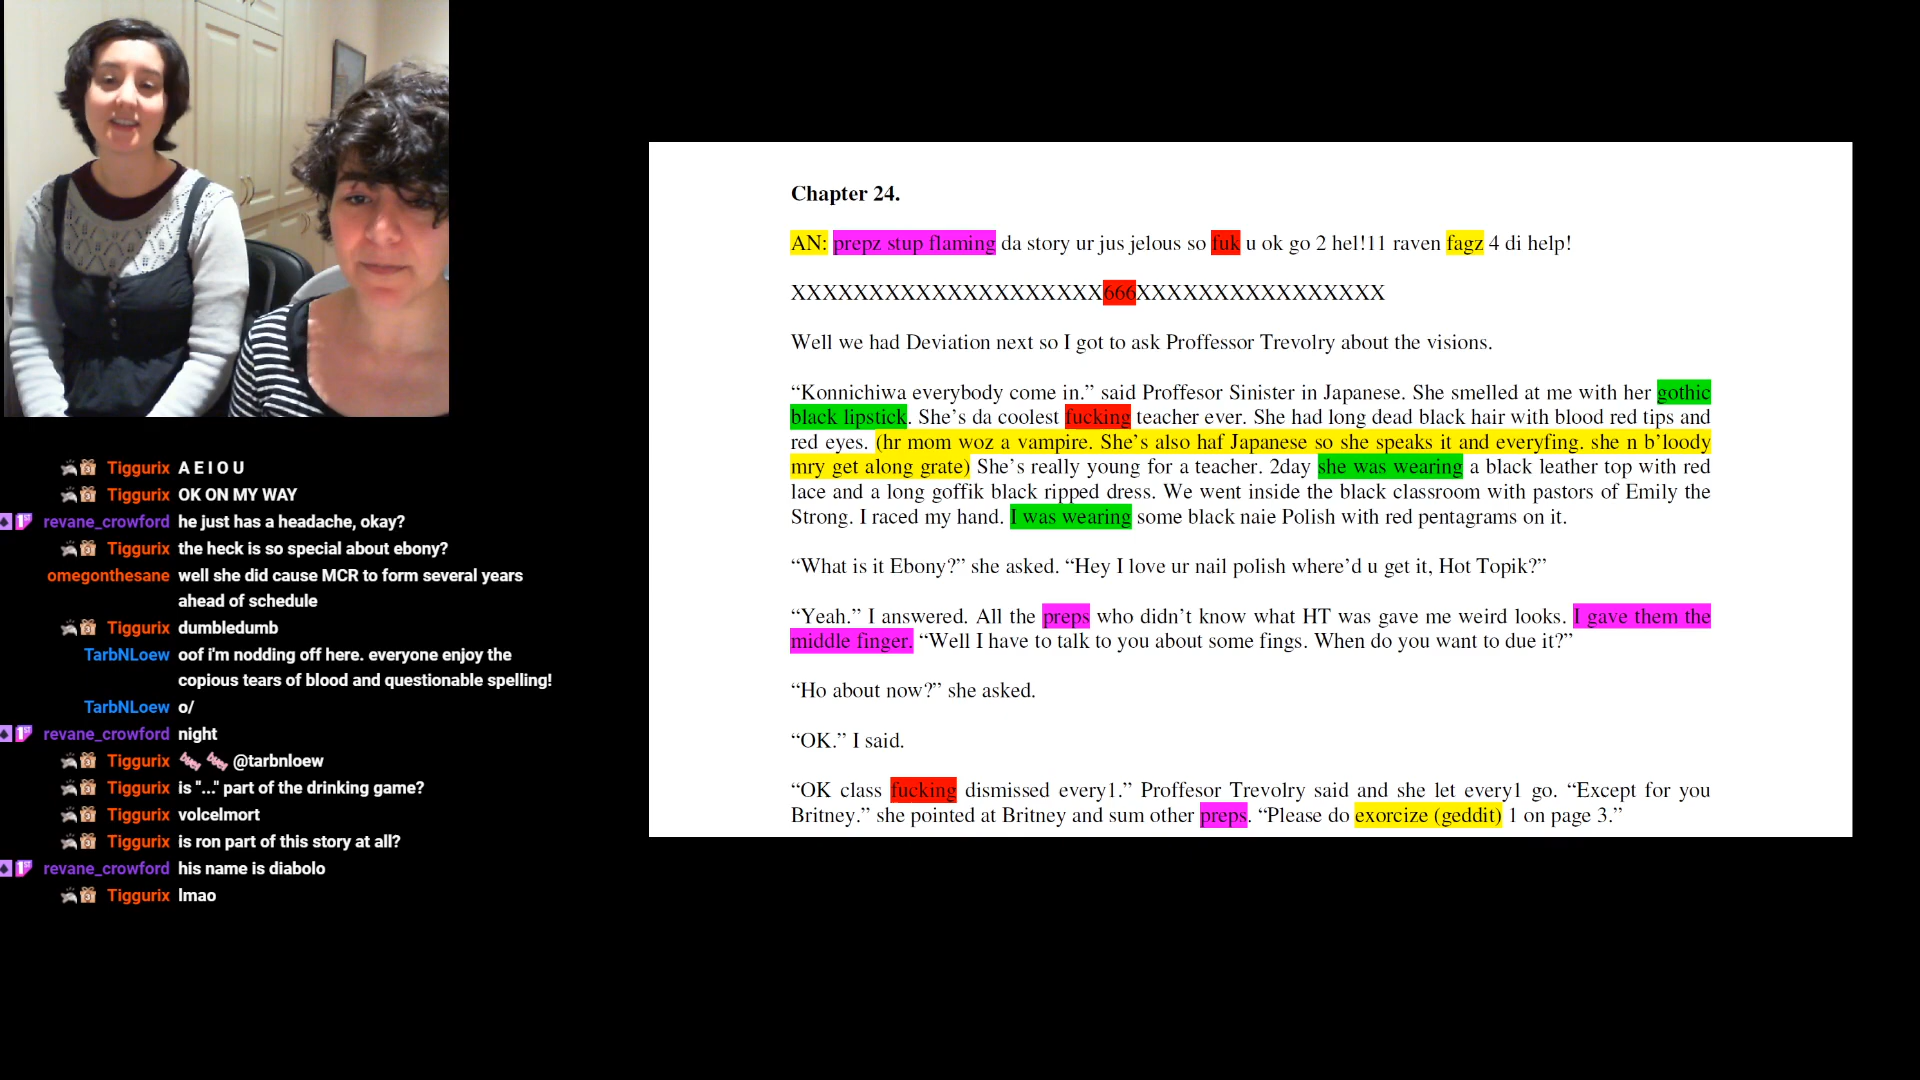 Tiggurix A E I O U
Tiggurix OK ON MY WAY
revane_crowford he just has a headache, okay?
Tiggurix the heck is so special about ebony?
omegonthesane well she did cause MCR to form several years
ahead of schedule
Tiggurix dumbledumb
TarbNLoew oof i'm nodding off here. everyone enjoy the
copious tears of blood and questionable spelling!
TarbNLoew o/
revane_crowford night
Tiggurix @tarbnloew
Tiggurix is "..." part of the drinking game?
Tiggurix volcelmort
Tiggurix is ron part of this story at all?
revane_crowford his name is diabolo
Tiggurix lmao
Chapter 24.
AN: prepz stup flaming da story ur jus jelous so fuk u ok go 2 hel!11 raven fagz 4 di help!
XXXXXXXXXXXXXXXXXXXX666XXXXXXXXXXXXXXXX
Well we had Deviation next so I got to ask Proffessor Trevolry about the visions.
“Konnichiwa everybody come in.” said Proffesor Sinister in Japanese. She smelled at me with her gothic
black lipstick. She’s da coolest fucking teacher ever. She had long dead black hair with blood red tips and
red eyes. (hr mom woz a vampire. She’s also haf Japanese so she speaks it and everyfing. she n b’loody
mry get along grate) She’s really young for a teacher. 2day she was wearing a black leather top with red
lace and a long goffik black ripped dress. We went inside the black classroom with pastors of Emily the
Strong. I raced my hand. I was wearing some black naie Polish with red pentagrams on it.
“What is it Ebony?” she asked. “Hey I love ur nail polish where’d u get it, Hot Topik?”
“Yeah.” I answered. All the preps who didn’t know what HT was gave me weird looks. I gave them the
middle finger. “Well I have to talk to you about some fings. When do you want to due it?”
“Ho about now?” she asked.
“OK.” I said.
“OK class fucking dismissed every1.” Proffesor Trevolry said and she let every1 go. “Except for you
Britney.” she pointed at Britney and sum other preps. “Please do exorcize (geddit) 1 on page 3.”